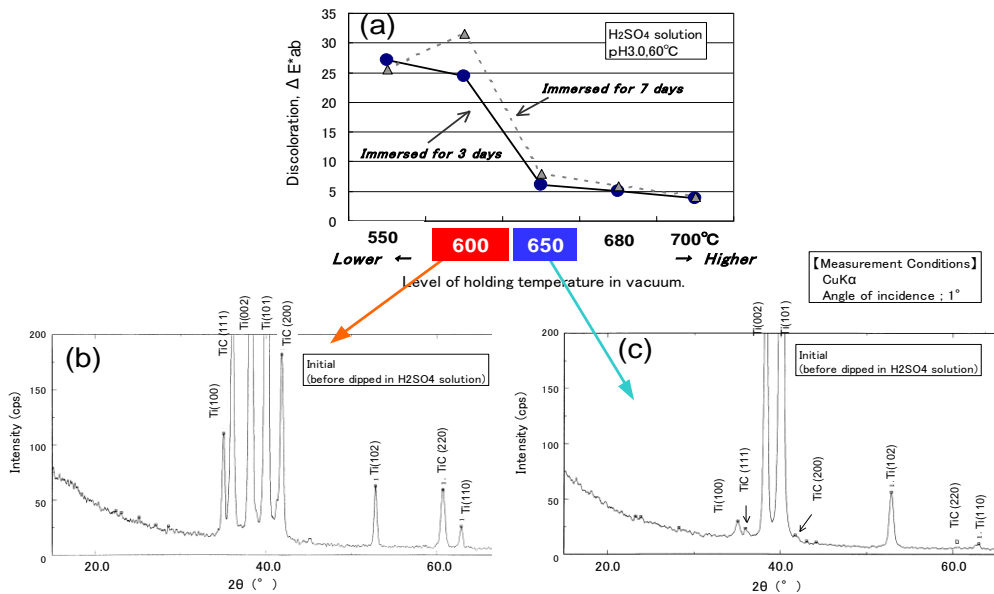 (a)
H2SO4 solution
pH3.0,60℃
Discoloration, Δ E*ab
35
30
25
20
15
10
5
0
Immersed for 7 days
Immersed for 3 days
550
600
650
680
700℃
Lower ←
→ Higher
Level of holding temperature in vacuum.
【Measurement Conditions】
CuKα
Angle of incidence ; 1°
(b)
Initial
(before dipped in H2SO4 solution)
Intensity (cps)
200
150
100
50
0
Ti(100)
TiC (111)
Ti(002)
Ti(101)
TiC (200)
Ti(102)
TiC (220)
Ti(110)
20.0
40.0
60.0
2θ (°)
(c)
Initial
(before dipped in H2SO4 solution)
Intensity (cps)
200
150
100
50
0
Ti(100)
TiC (111)
Ti(002)
Ti(101)
TiC (200)
Ti(102)
TiC (220)
Ti(110)
20.0
40.0
60.0
2θ (°)